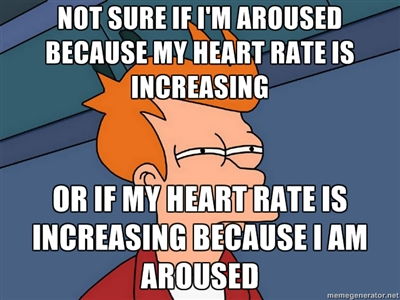 NOT SURE IF I'M AROUSED
BECAUSE MY HEART RATE IS
INCREASING
OR IF MY HEART RATE IS
INCREASING BECAUSE I AM
AROUSED
memegenerator.net